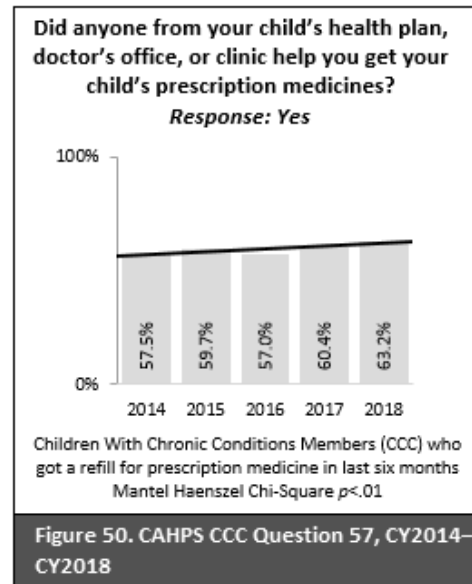 Did anyone from your child's health plan,
doctor's office, or clinic help you get your
child's prescription medicines?
Response: Yes
100%
57.5%
59.7%
57.0%
60.4%
63.2%
0%
2014 2015 2016 2017 2018
Children With Chronic Conditions Members (CCC) who
got a refill for prescription medicine in last six months
Mantel Haenszel Chi-Square p<.01
Figure 50. CAHPS CCC Question 57, CY2014–
CY2018